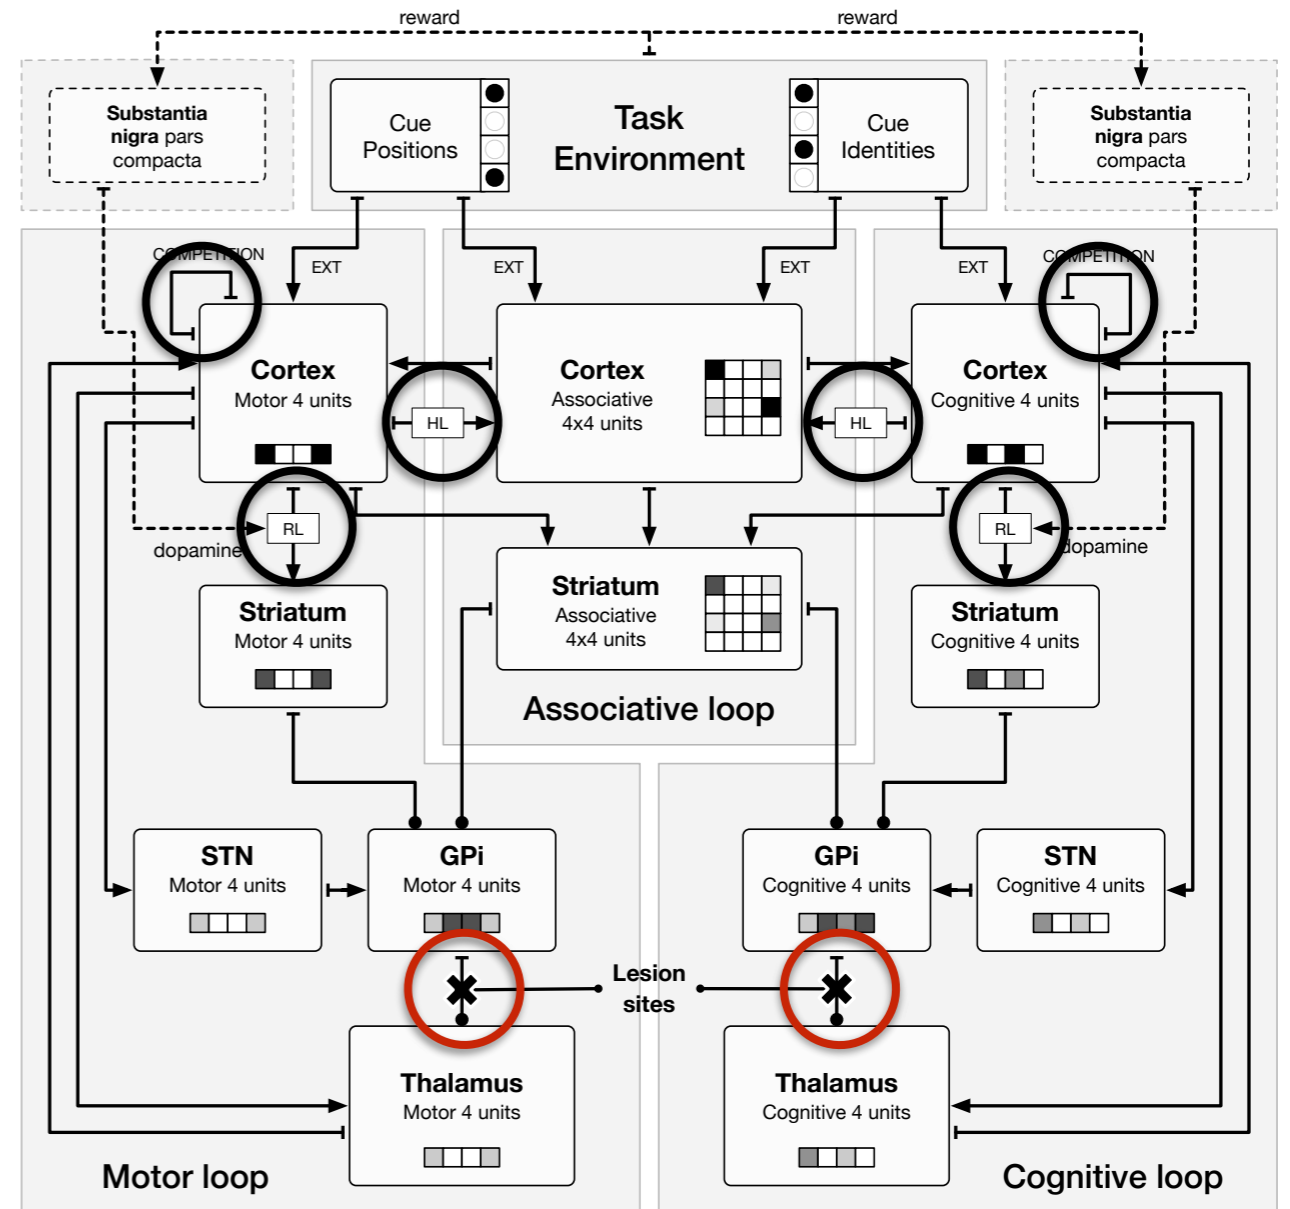 reward
reward
Substantia
nigra pars
compacta
Cue
Positions
Task
Environment
Cue
Identities
Substantia
nigra pars
compacta
COMPETITION
EXT
EXT
EXT
EXT
COMPETITION
Cortex
Motor 4 units
HL
Cortex
Associative
4x4 units
HL
Cortex
Cognitive 4 units
RL
dopamine
RL
dopamine
Striatum
Motor 4 units
Striatum
Associative
4x4 units
Striatum
Cognitive 4 units
Associative loop
STN
Motor 4 units
GPi
Motor 4 units
GPi
Cognitive 4 units
STN
Cognitive 4 units
Lesion
sites
Thalamus
Motor 4 units
Thalamus
Cognitive 4 units
Motor loop
Cognitive loop